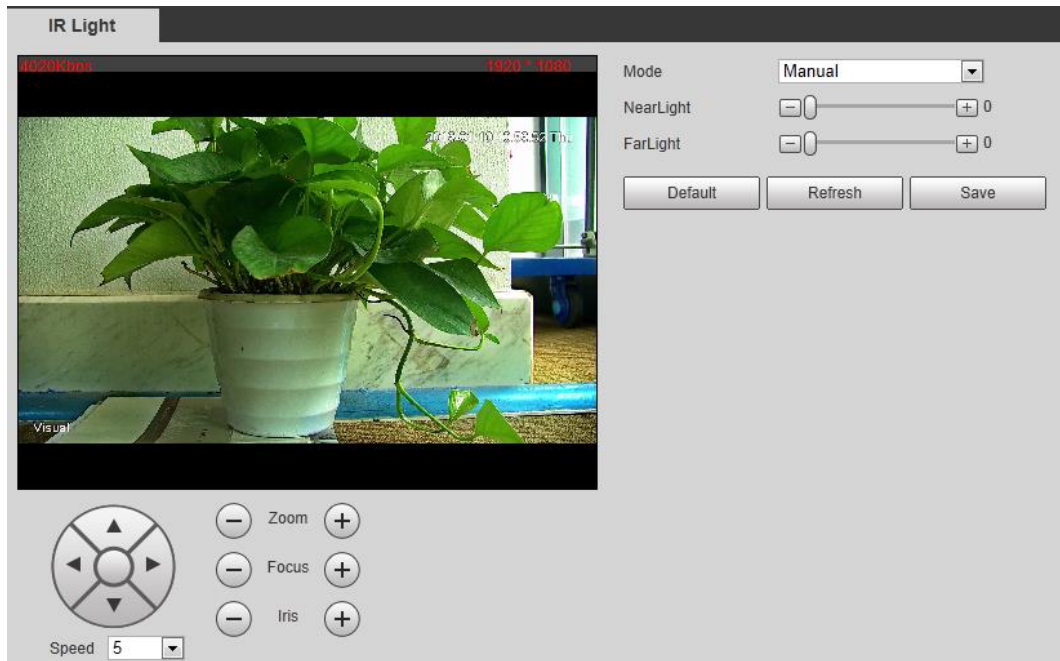 IR Light
4020Kbps 1920 * 1080
Visual
Mode Manual
NearLight 0
FarLight 0
Default Refresh Save
Zoom
Focus
Iris
Speed 5